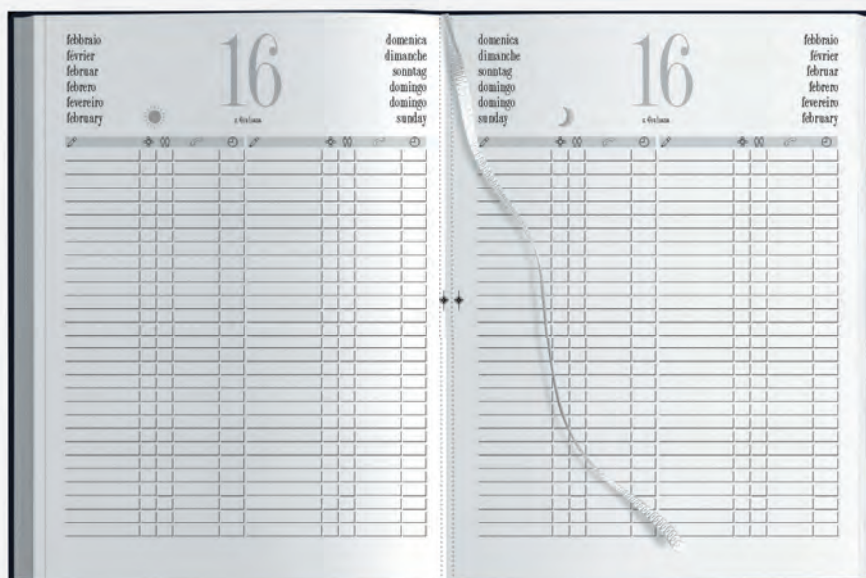 febbraio
février
februar
febrero
fevereiro
february
16
domenica
dimanche
sonntag
domingo
domingo
sunday
domenica
dimanche
sonntag
domingo
domingo
sunday
16
febbraio
février
februar
febrero
fevereiro
february